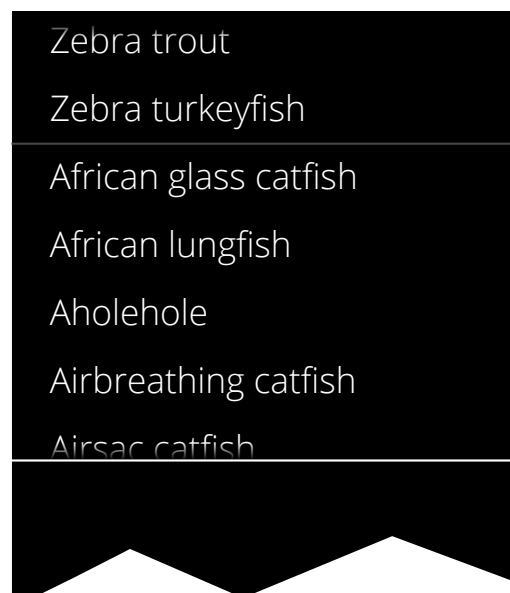 Zebra trout
Zebra turkeyfish
African glass catfish
African lungfish
Aholehole
Airbreathing catfish
Airsac catfish